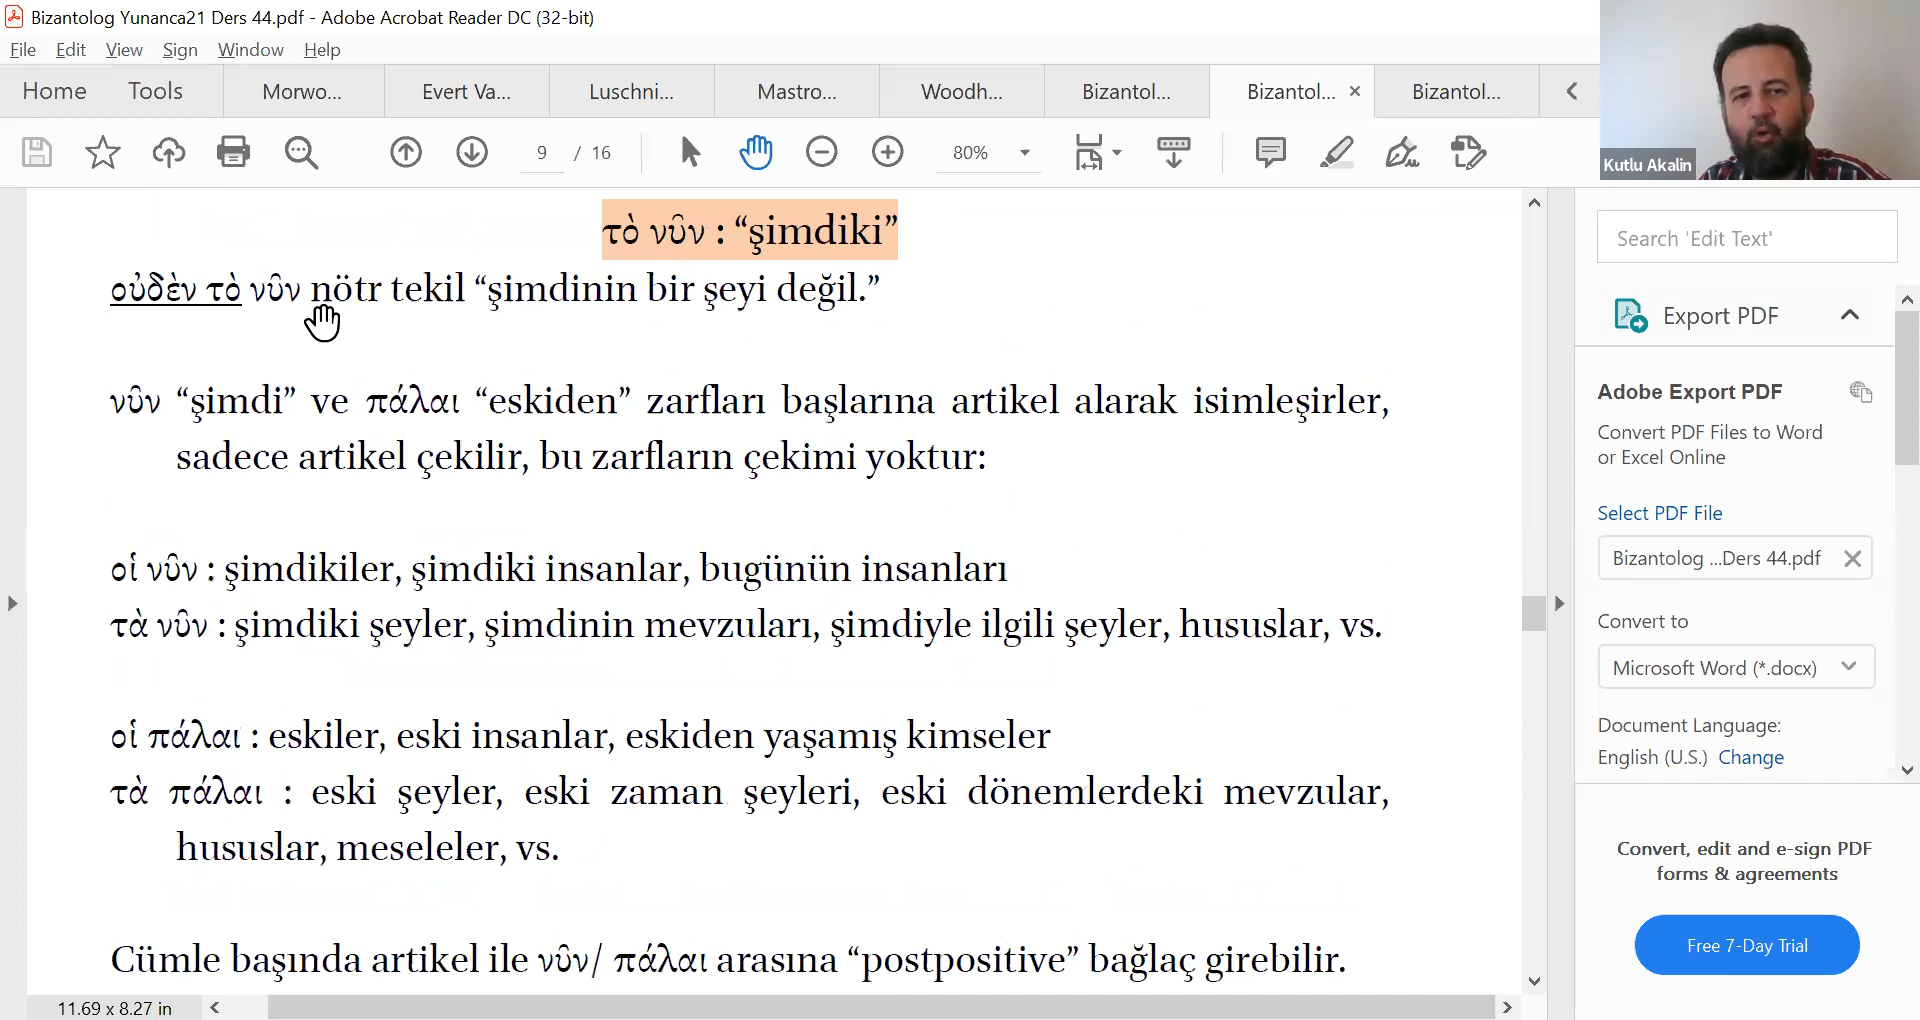 Bizantolog Yunanca21 Ders 44.pdf - Adobe Acrobat Reader DC (32-bit)
File Edit View Sign Window Help
Home Tools Morwo... Evert Va... Luschni... Mastro... Woodh... Bizantol... Bizantol... Bizantol...
9 / 16 80%
Kutlu Akalin
τὸ νῦν : “şimdiki”
οὐδὲν τὸ νῦν nötr tekil “şimdinin bir şeyi değil.”
νῦν “şimdi” ve πάλαι “eskiden” zarfları başlarına artikel alarak isimleşirler,
sadece artikel çekilir, bu zarfların çekimi yoktur:
οἱ νῦν : şimdikiler, şimdiki insanlar, bugünün insanları
τὰ νῦν : şimdiki şeyler, şimdinin mevzuları, şimdiyle ilgili şeyler, hususlar, vs.
οἱ πάλαι : eskiler, eski insanlar, eskiden yaşamış kimseler
τὰ πάλαι : eski şeyler, eski zaman şeyleri, eski dönemlerdeki mevzular,
hususlar, meseleler, vs.
Cümle başında artikel ile νῦν/ πάλαι arasına “postpositive” bağlaç girebilir.
11.69 x 8.27 in
Search 'Edit Text'
Export PDF
Adobe Export PDF
Convert PDF Files to Word
or Excel Online
Select PDF File
Bizantolog ...Ders 44.pdf
Convert to
Microsoft Word (*.docx)
Document Language:
English (U.S.) Change
Convert, edit and e-sign PDF
forms & agreements
Free 7-Day Trial